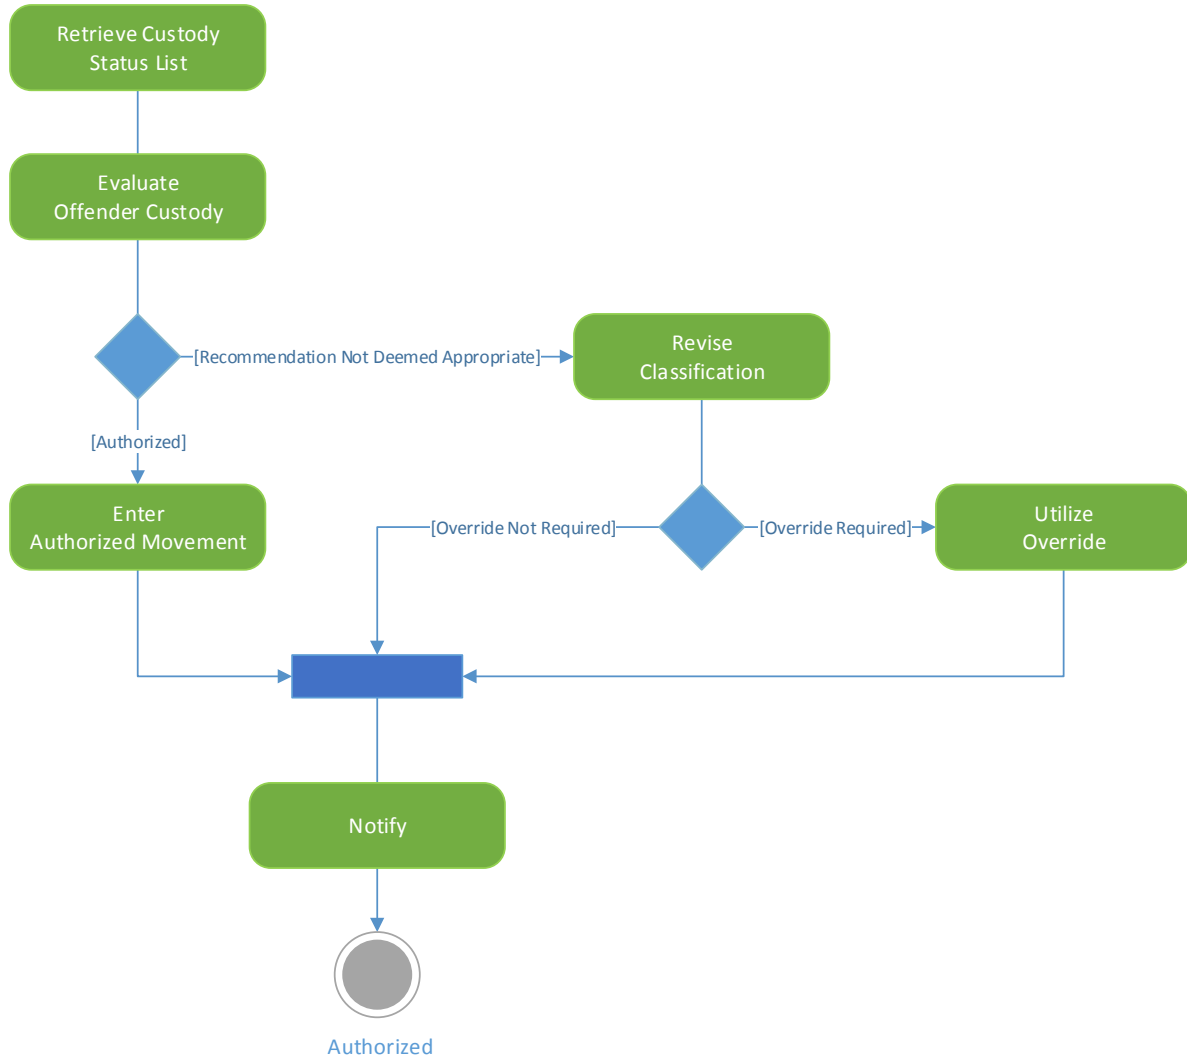 Retrieve Custody
Status List
Evaluate
Offender Custody
[Recommendation Not Deemed Appropriate]
Revise
Classification
[Authorized]
Enter
Authorized Movement
[Override Not Required]
[Override Required]
Utilize
Override
Notify
Authorized